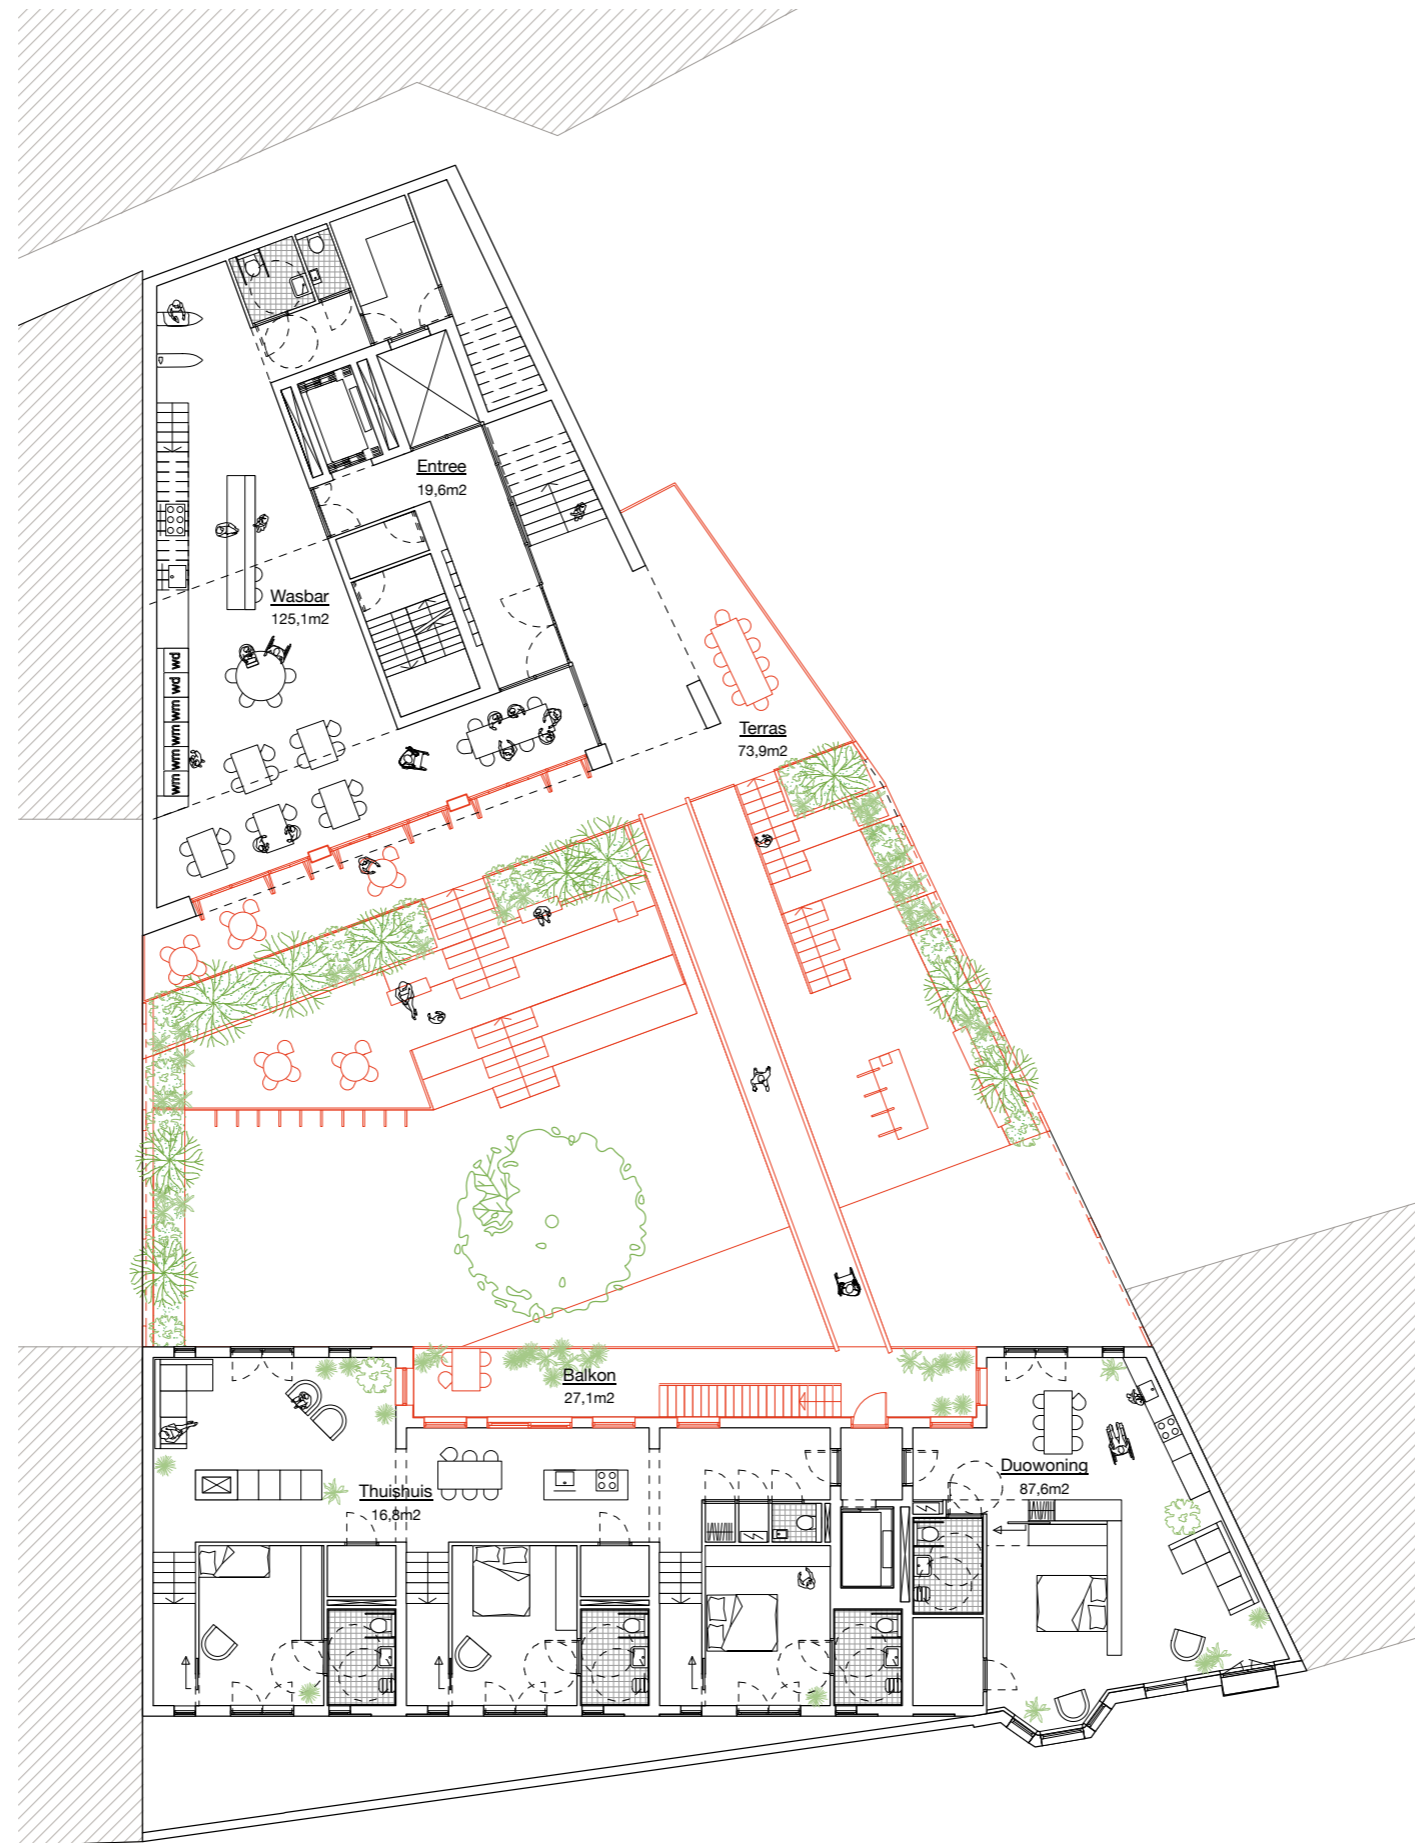 Entree
19,6m2
Wasbar
125,1m2
wd
wd
wm
wm
wm
wm
Terras
73,9m2
Balkon
27,1m2
Thuishuis
16,8m2
Duowoning
87,6m2